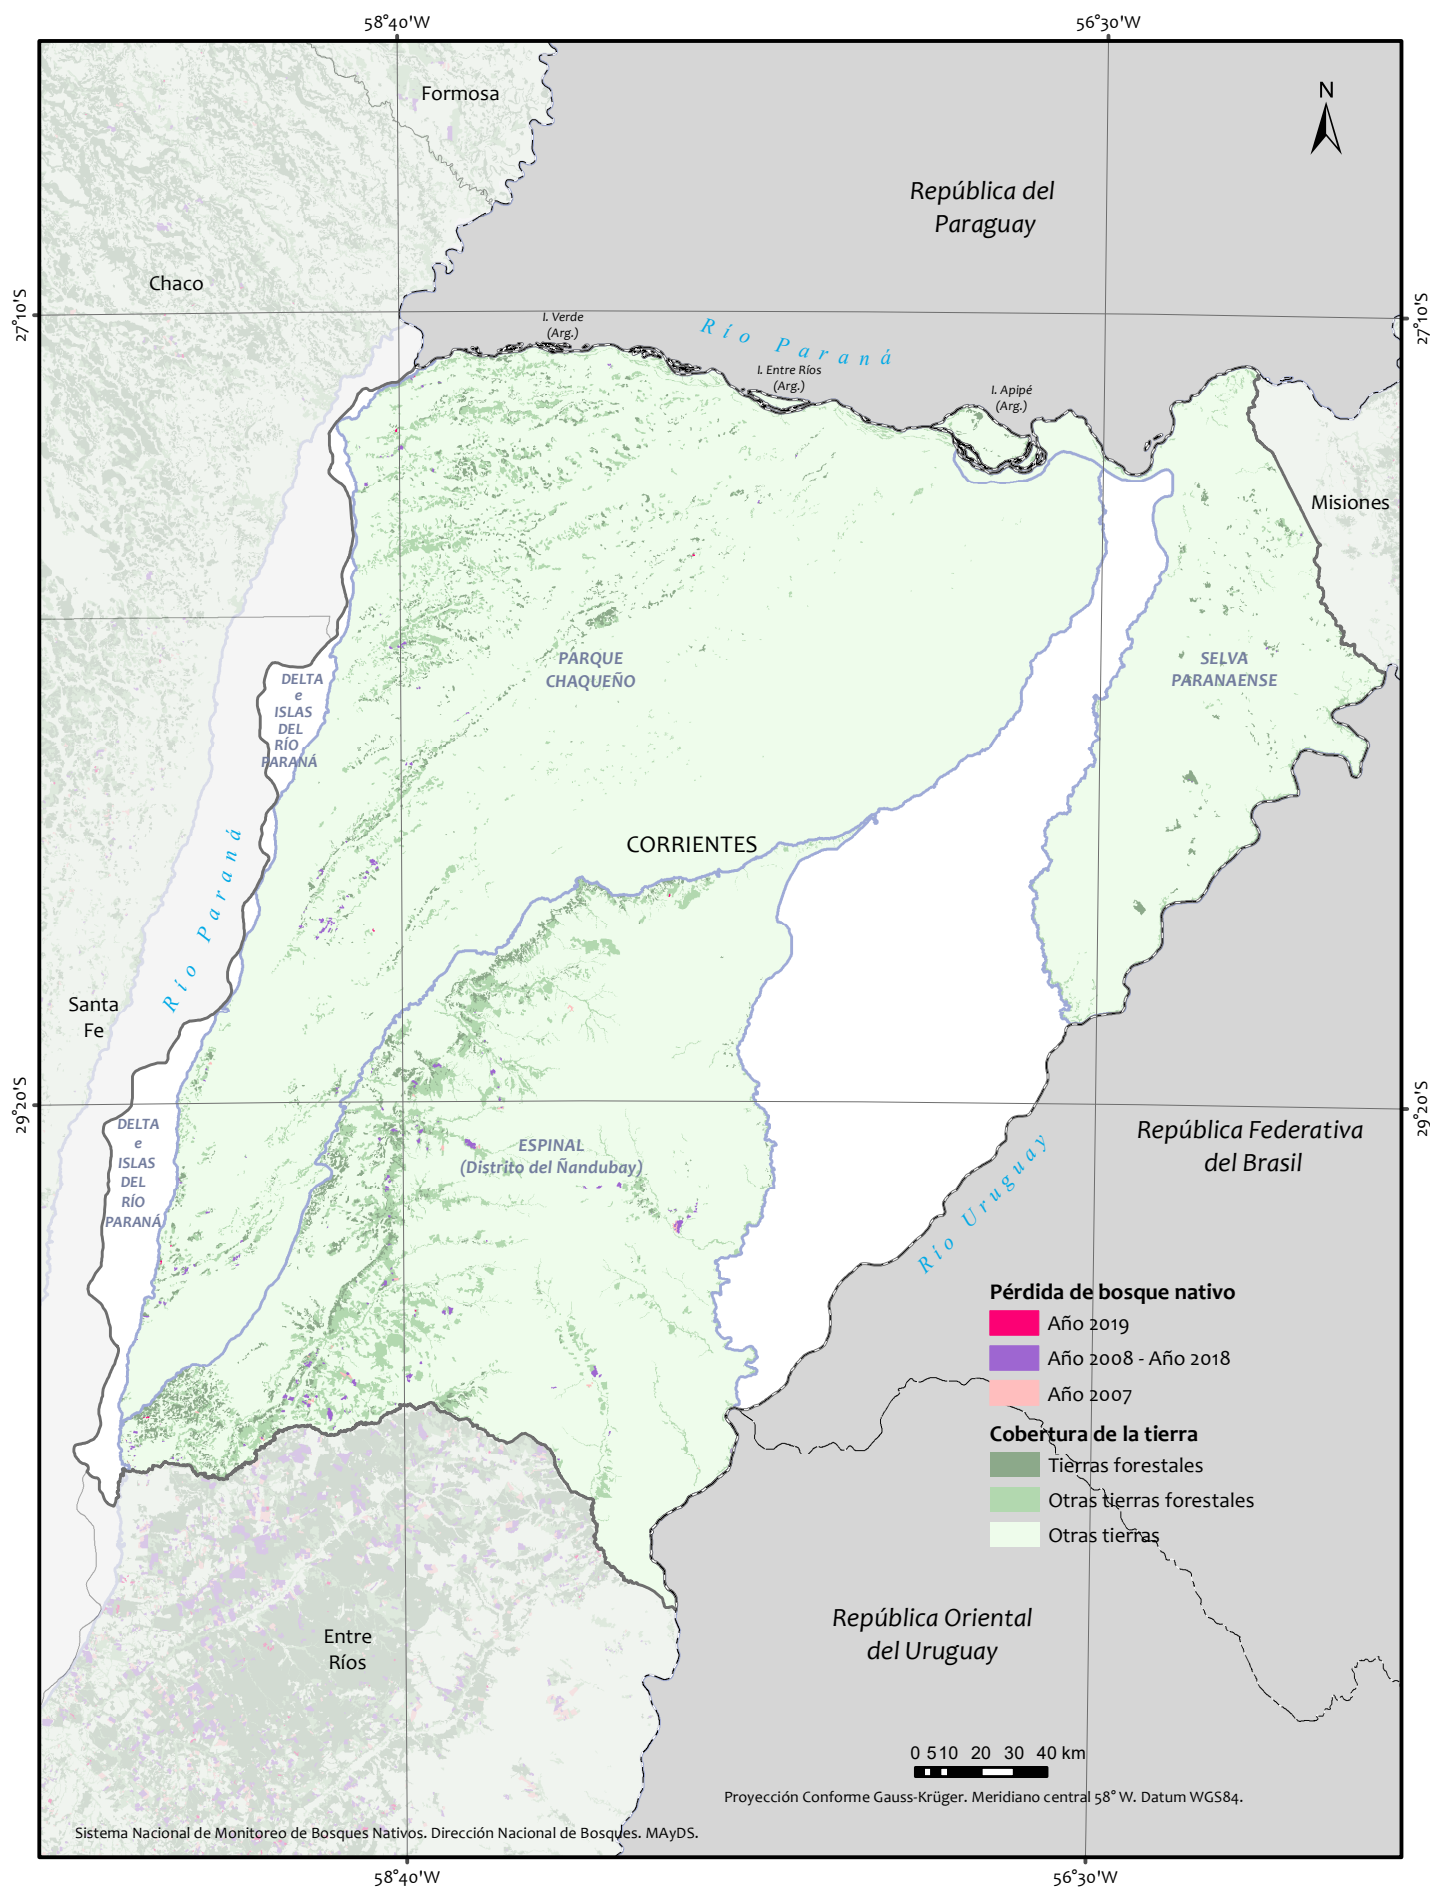 58°40'W
56°30'W
Formosa
N
República del
Paraguay
Chaco
27°10'S
27°10'S
I. Verde
(Arg.)
Río Paraná
I. Entre Ríos
(Arg.)
I. Apipé
(Arg.)
Misiones
PARQUE
CHAQUEÑO
SELVA
PARANAENSE
DELTA
e
ISLAS
DEL
RÍO
PARANÁ
CORRIENTES
Río Paraná
Santa
Fe
29°20'S
29°20'S
DELTA
e
ISLAS
DEL
RÍO
PARANÁ
ESPINAL
(Distrito del Ñandubay)
República Federativa
del Brasil
Río Uruguay
Pérdida de bosque nativo
Año 2019
Año 2008 - Año 2018
Año 2007
Cobertura de la tierra
Tierras forestales
Otras tierras forestales
Otras tierras
Entre
Ríos
República Oriental
del Uruguay
0 5 10 20 30 40 km
Proyección Conforme Gauss-Krüger. Meridiano central 58° W. Datum WGS84.
Sistema Nacional de Monitoreo de Bosques Nativos. Dirección Nacional de Bosques. MAyDS.
58°40'W
56°30'W